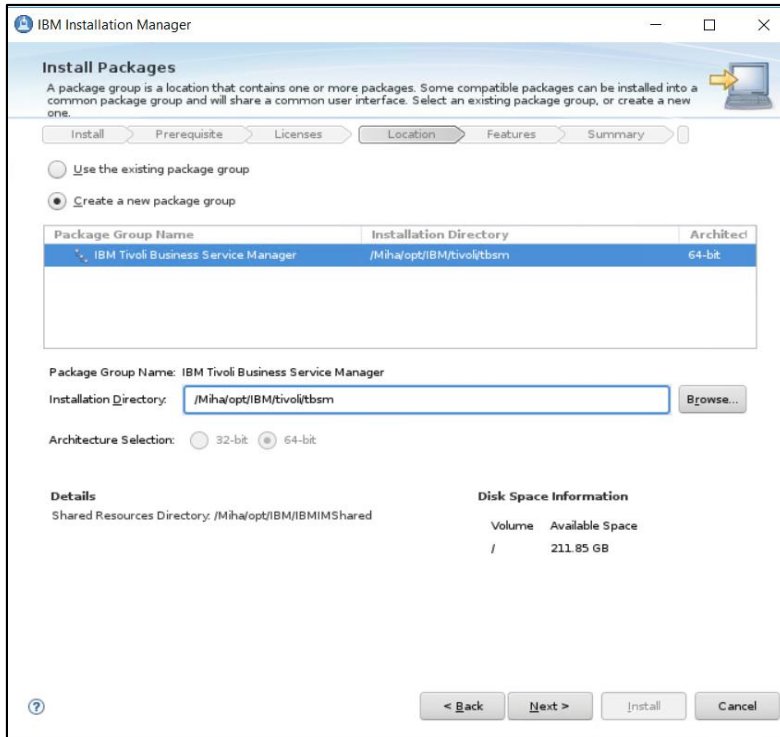 IBM Installation Manager
Install Packages
A package group is a location that contains one or more packages. Some compatible packages can be installed into a
common package group and will share a common user interface. Select an existing package group, or create a new
one.
Install Prerequisite Licenses Location Features Summary
Use the existing package group
Create a new package group
Package Group Name Installation Directory Architect
IBM Tivoli Business Service Manager /Miha/opt/IBM/tivoli/tbsm 64-bit
Package Group Name: IBM Tivoli Business Service Manager
Installation Directory: /Miha/opt/IBM/tivoli/tbsm Browse...
Architecture Selection: 32-bit 64-bit
Details Disk Space Information
Shared Resources Directory: /Miha/opt/IBM/IBMIMShared
Volume Available Space
/ 211.85 GB
? < Back Next > Install Cancel